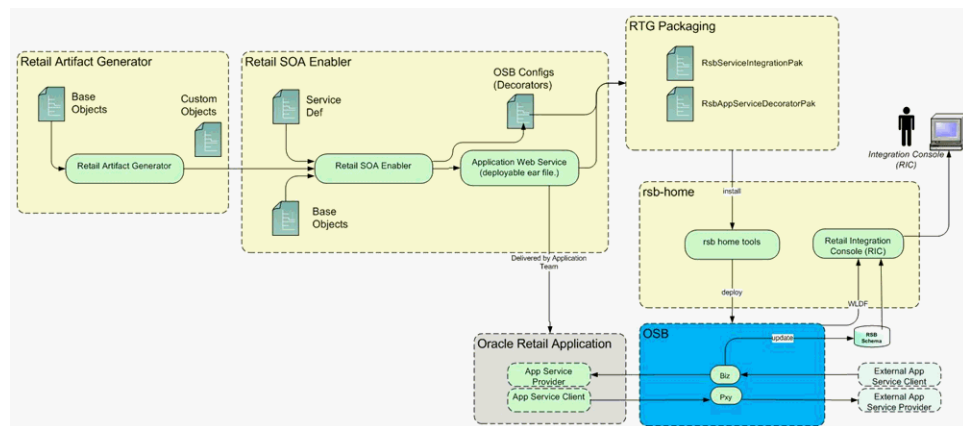 Retail Artifact Generator
Base
Objects
Custom
Objects
Retail Artifact Generator
Retail SOA Enabler
Service
Def
OSB Configs
(Decorators)
Retail SOA Enabler
Application Web Service
(deployable ear file.)
Base
Objects
Delivered by Application
Team
RTG Packaging
RsbServiceIntegrationPak
RsbAppServiceDecoratorPak
Integration Console
(RIC)
install
rsb-home
rsb home tools
Retail Integration
Console (RIC)
deploy
WLDF
Oracle Retail Application
App Service
Provider
App Service Client
OSB
update
RSB
Schema
Biz
Pxy
External App
Service Client
External App
Service Provider